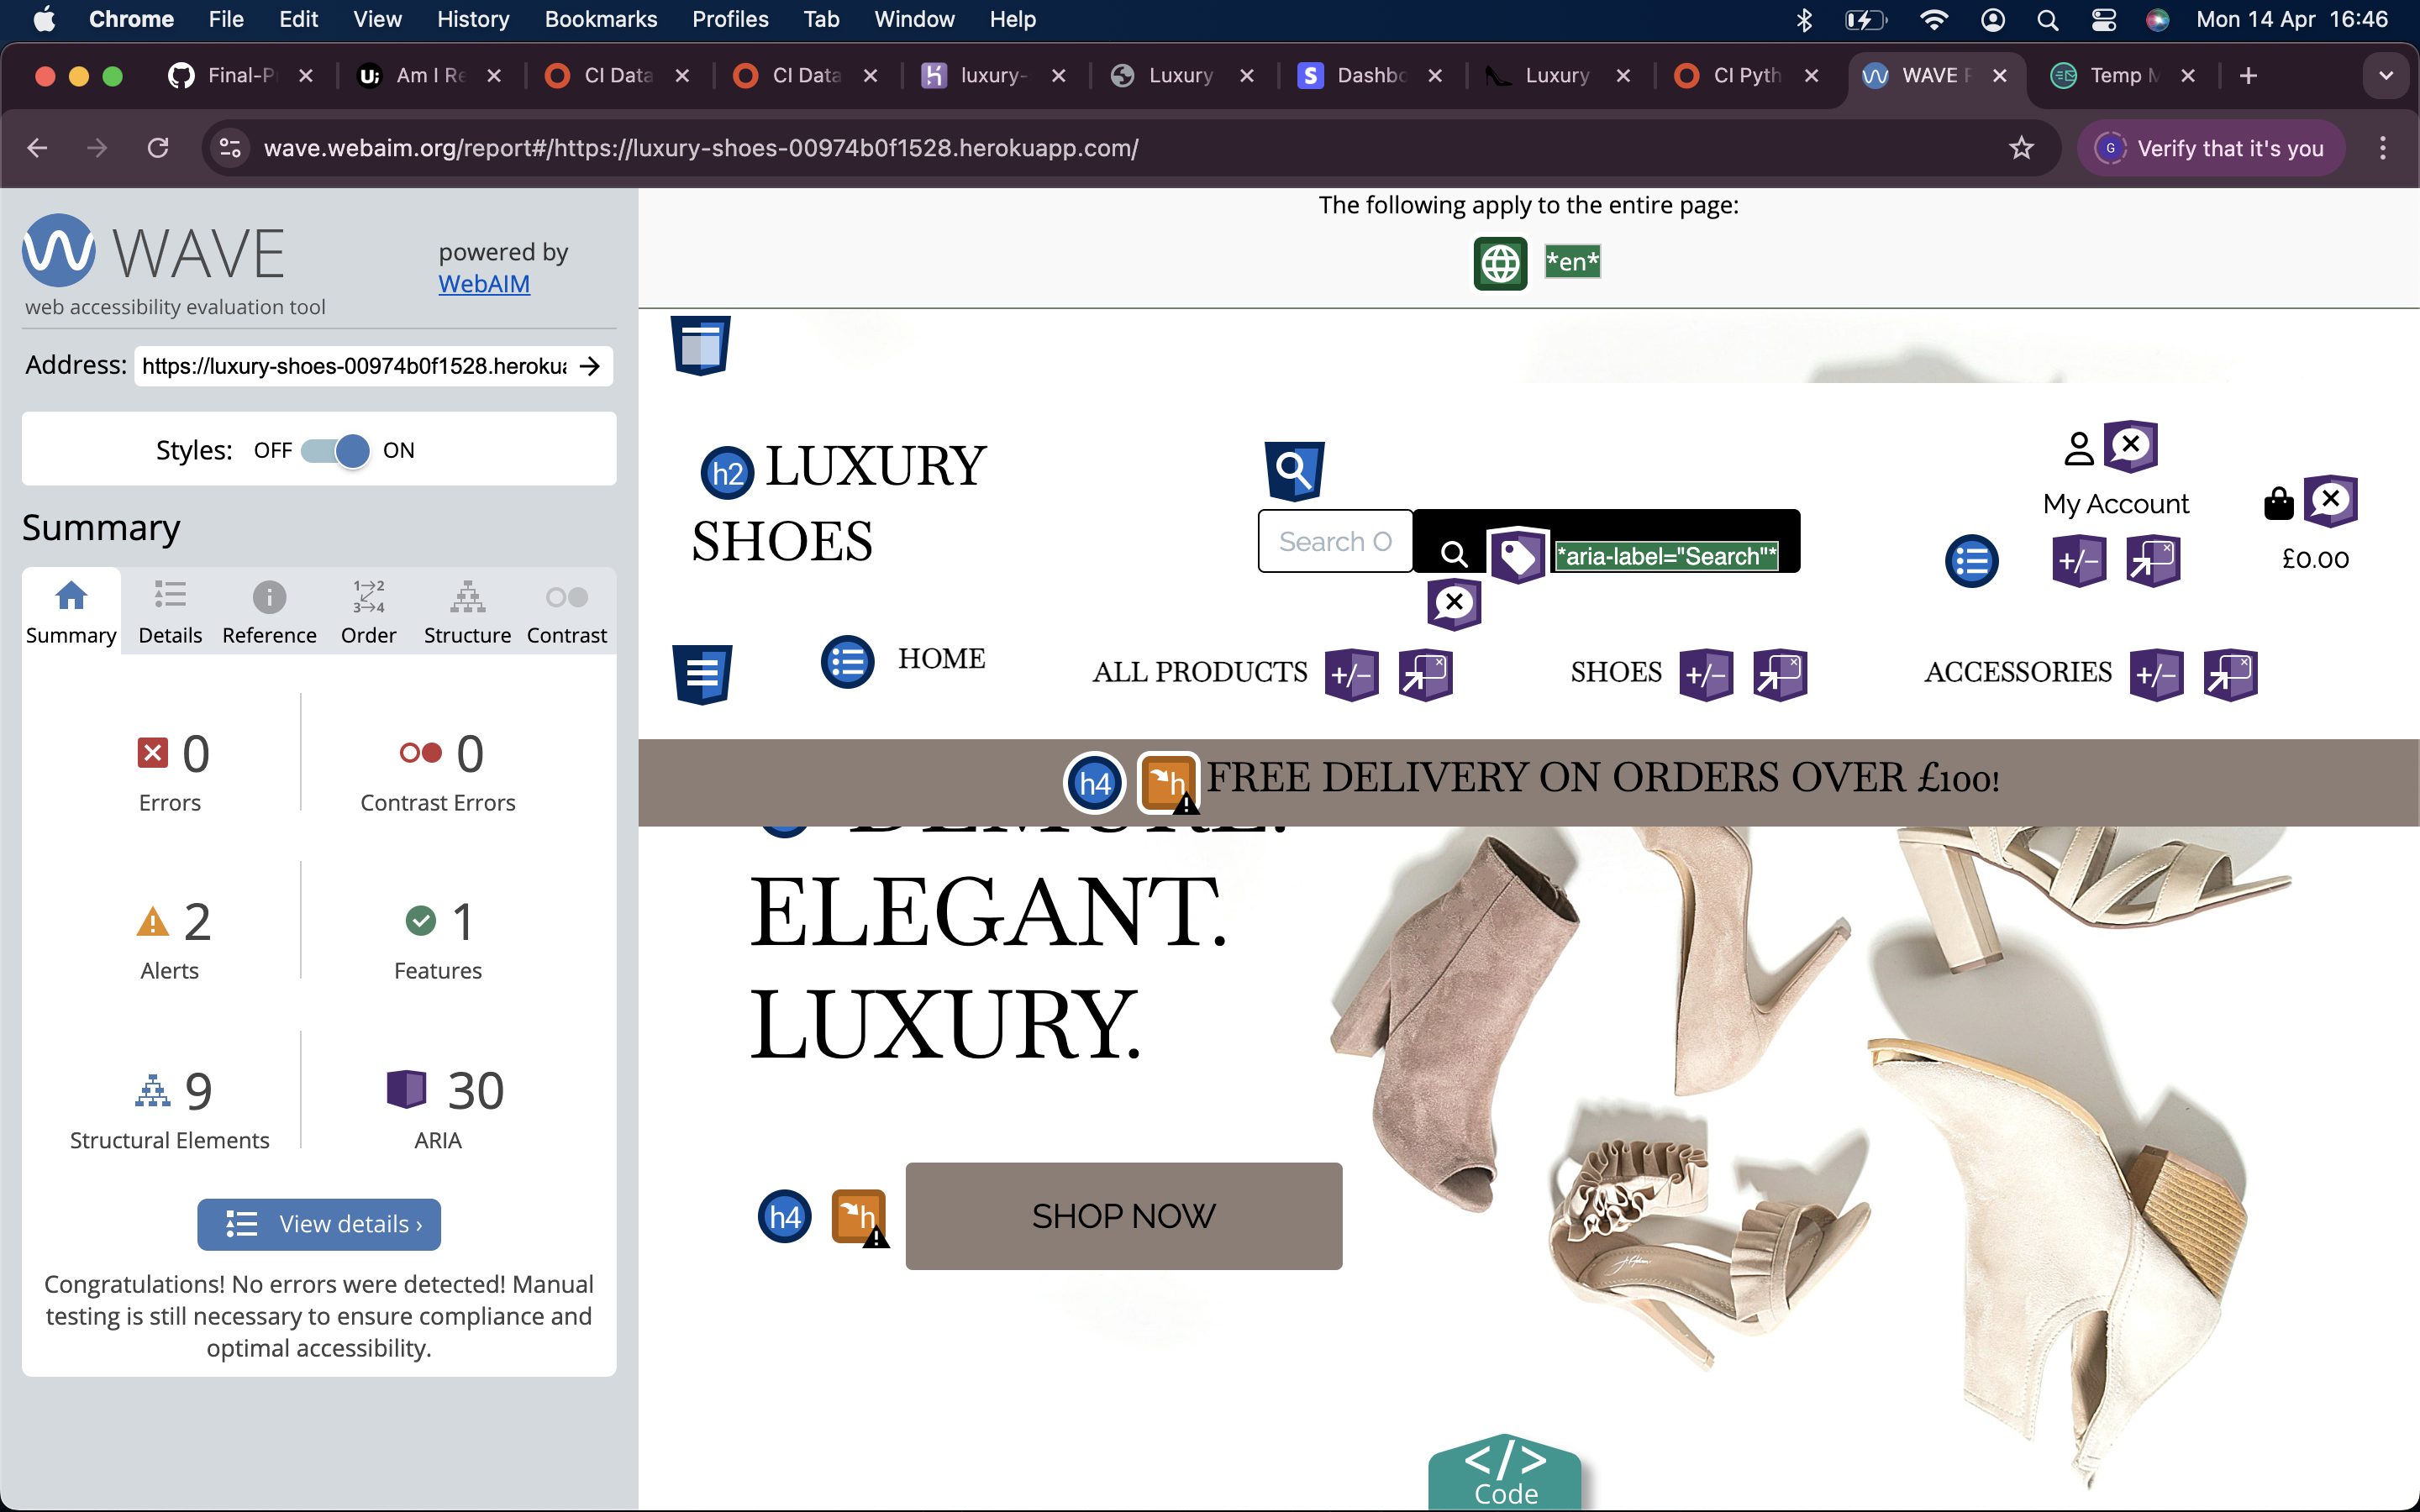 Chrome File Edit View History Bookmarks Profiles Tab Window Help Mon 14 Apr 16:46
Final-P Am I Re CI Data CI Data luxury- Luxury Dashbo Luxury CI Pyth WAVE Temp
wave.webaim.org/report#/https://luxury-shoes-00974b0f1528.herokuapp.com/ Verify that it's you
WAVE
web accessibility evaluation tool
powered by
WebAIM
Address: https://luxury-shoes-00974b0f1528.heroku
Styles: OFF ON
Summary
Summary Details Reference Order Structure Contrast
0 0
Errors Contrast Errors
2 1
Alerts Features
9 30
Structural Elements ARIA
View details ›
Congratulations! No errors were detected! Manual
testing is still necessary to ensure compliance and
optimal accessibility.
The following apply to the entire page:
*en*
h2 LUXURY
SHOES
Search O
*aria-label="Search"*
My Account
£0.00
HOME ALL PRODUCTS +/− SHOES +/− ACCESSORIES +/−
h4 h FREE DELIVERY ON ORDERS OVER £100!
ELEGANT.
LUXURY.
h4 h SHOP NOW
</>
Code